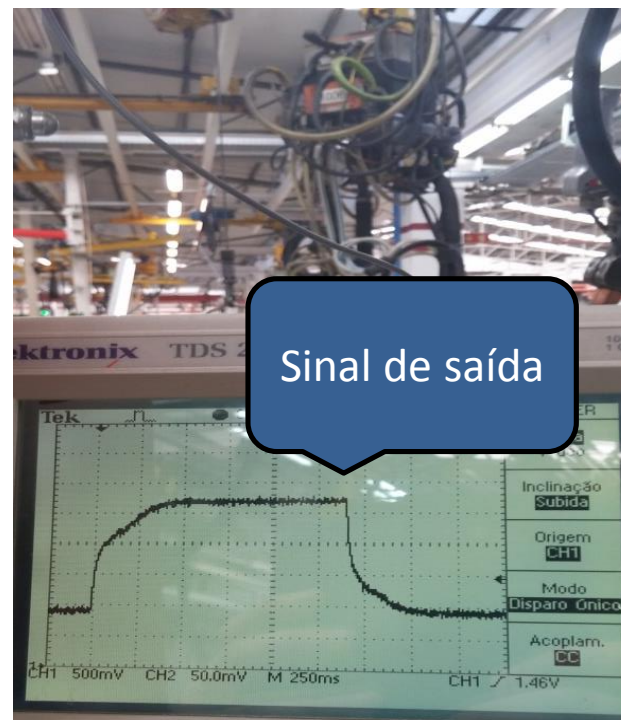 ektronix TDS 2
Sinal de saída
Tek
Inclinação
Subida
Origem
CH1
Modo
Disparo Único
Acoplam.
CC
CH1 500mV CH2 50.0mV M 250ms CH1 1.46V